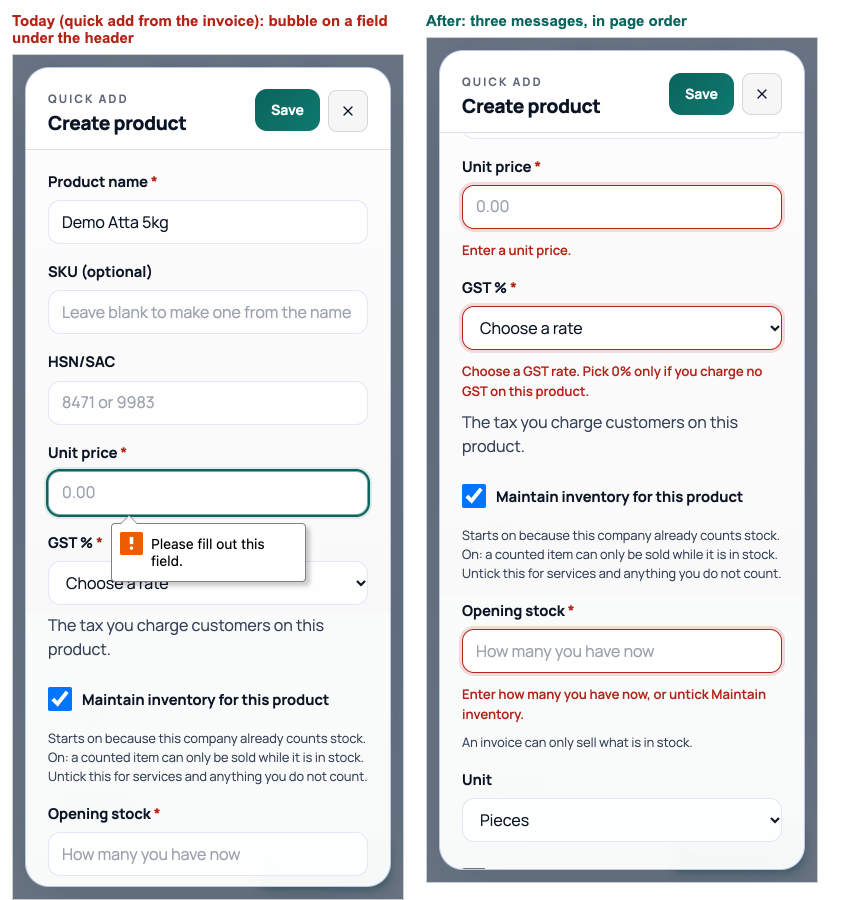 Today (quick add from the invoice): bubble on a field
under the header
QUICK ADD
Create product
Save
×
Product name *
Demo Atta 5kg
SKU (optional)
Leave blank to make one from the name
HSN/SAC
8471 or 9983
Unit price *
0.00
GST % *
! Please fill out this
field.
Choose a rate
The tax you charge customers on this
product.
Maintain inventory for this product
Starts on because this company already counts stock.
On: a counted item can only be sold while it is in stock.
Untick this for services and anything you do not count.
Opening stock *
How many you have now
After: three messages, in page order
QUICK ADD
Create product
Save
×
Unit price *
0.00
Enter a unit price.
GST % *
Choose a rate
Choose a GST rate. Pick 0% only if you charge no
GST on this product.
The tax you charge customers on this
product.
Maintain inventory for this product
Starts on because this company already counts stock.
On: a counted item can only be sold while it is in stock.
Untick this for services and anything you do not count.
Opening stock *
How many you have now
Enter how many you have now, or untick Maintain
inventory.
An invoice can only sell what is in stock.
Unit
Pieces